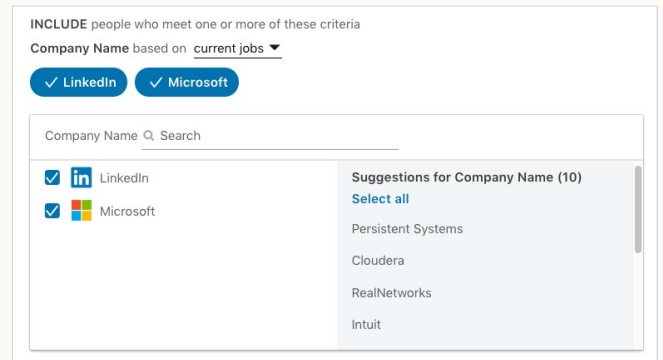 INCLUDE people who meet one or more of these criteria
Company Name based on current jobs
LinkedIn Microsoft
Company Name Search
in LinkedIn
Microsoft
Suggestions for Company Name (10)
Select all
Persistent Systems
Cloudera
RealNetworks
Intuit